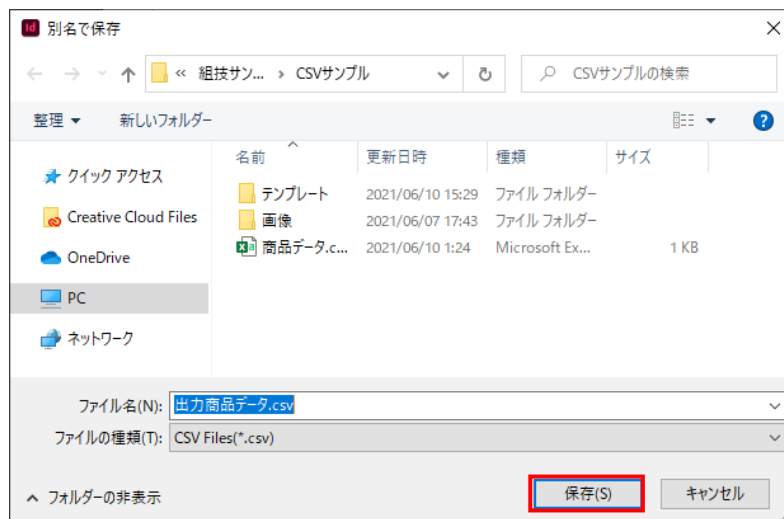 Id 別名で保存
« 組技サン... › CSVサンプル
CSVサンプルの検索
整理 新しいフォルダー
名前 更新日時 種類 サイズ
クイック アクセス
Creative Cloud Files
OneDrive
PC
ネットワーク
テンプレート 2021/06/10 15:29 ファイル フォルダー
画像 2021/06/07 17:43 ファイル フォルダー
商品データ.c... 2021/06/10 1:24 Microsoft Ex... 1 KB
ファイル名(N): 出力商品データ.csv
ファイルの種類(T): CSV Files(*.csv)
フォルダーの非表示
保存(S) キャンセル